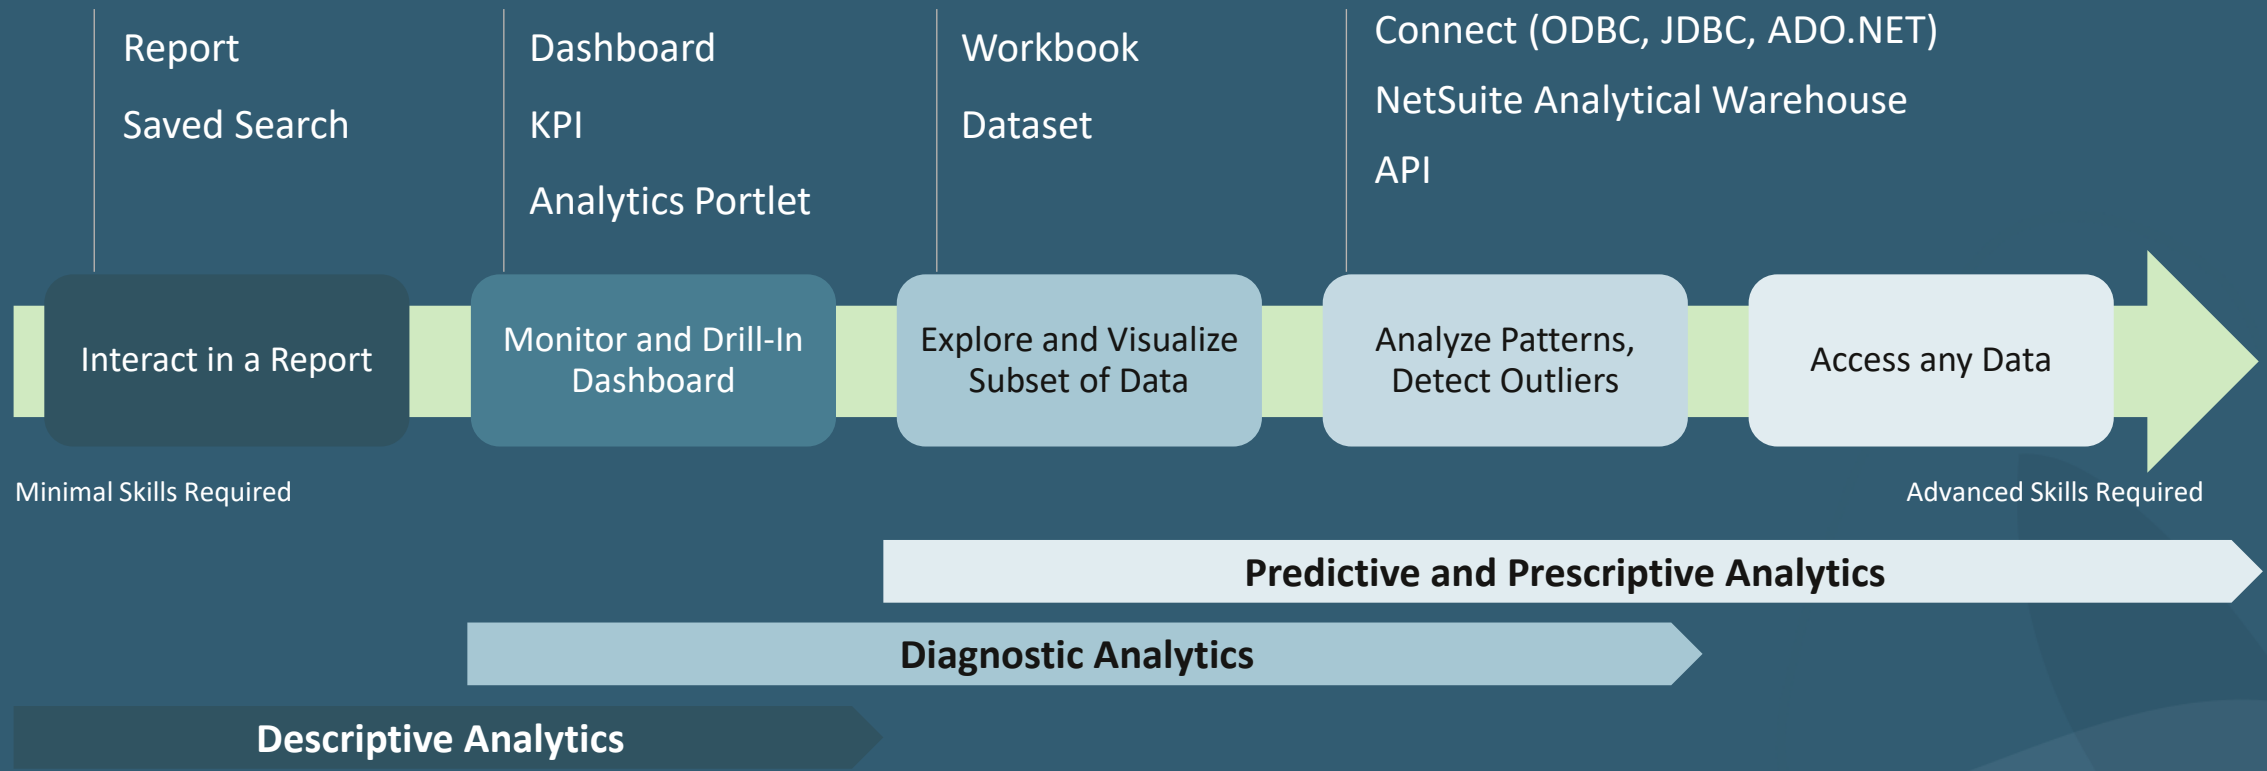 Report
Saved Search
Dashboard
KPI
Analytics Portlet
Workbook
Dataset
Connect (ODBC, JDBC, ADO.NET)
NetSuite Analytical Warehouse
API
Interact in a Report
Monitor and Drill-In
Dashboard
Explore and Visualize
Subset of Data
Analyze Patterns,
Detect Outliers
Access any Data
Minimal Skills Required
Advanced Skills Required
Predictive and Prescriptive Analytics
Diagnostic Analytics
Descriptive Analytics